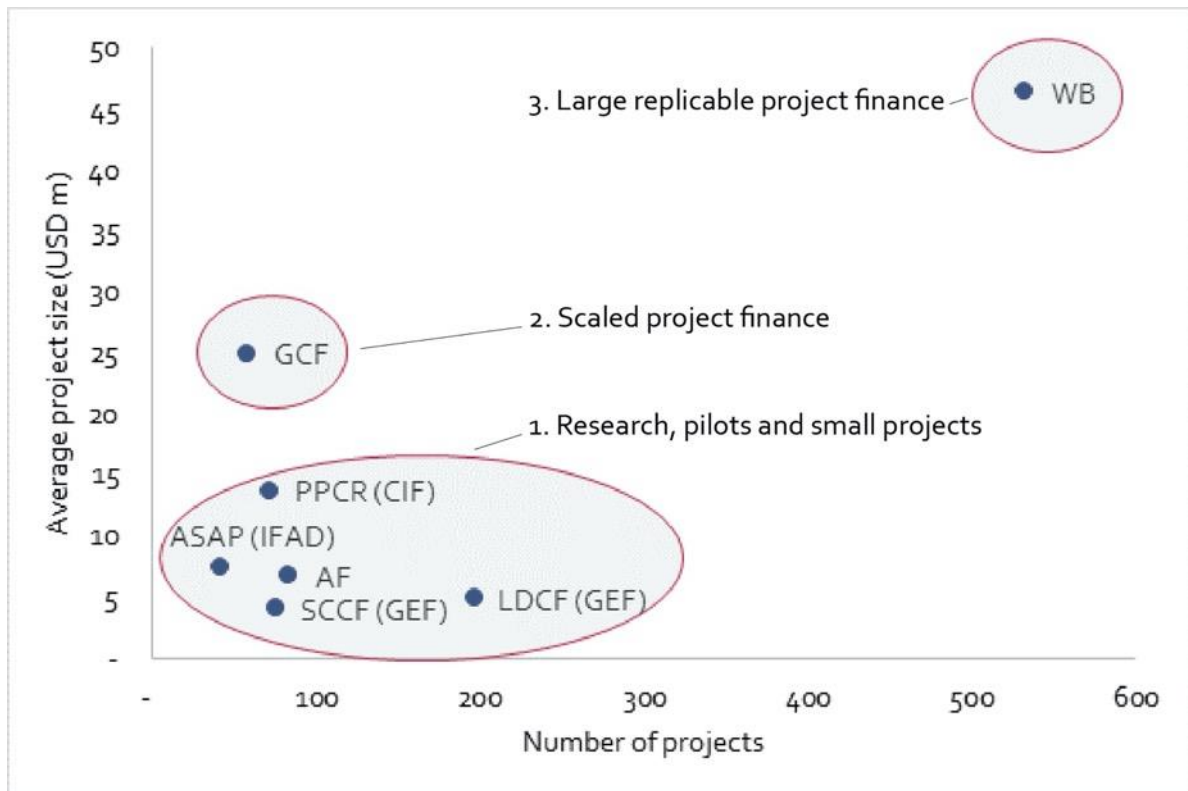 50
45
40
35
30
25
20
15
10
5
-
Average project size (USD m)
3. Large replicable project finance
WB
2. Scaled project finance
GCF
1. Research, pilots and small projects
PPCR (CIF)
ASAP (IFAD)
AF
SCCF (GEF)
LDCF (GEF)
- 100 200 300 400 500 600
Number of projects